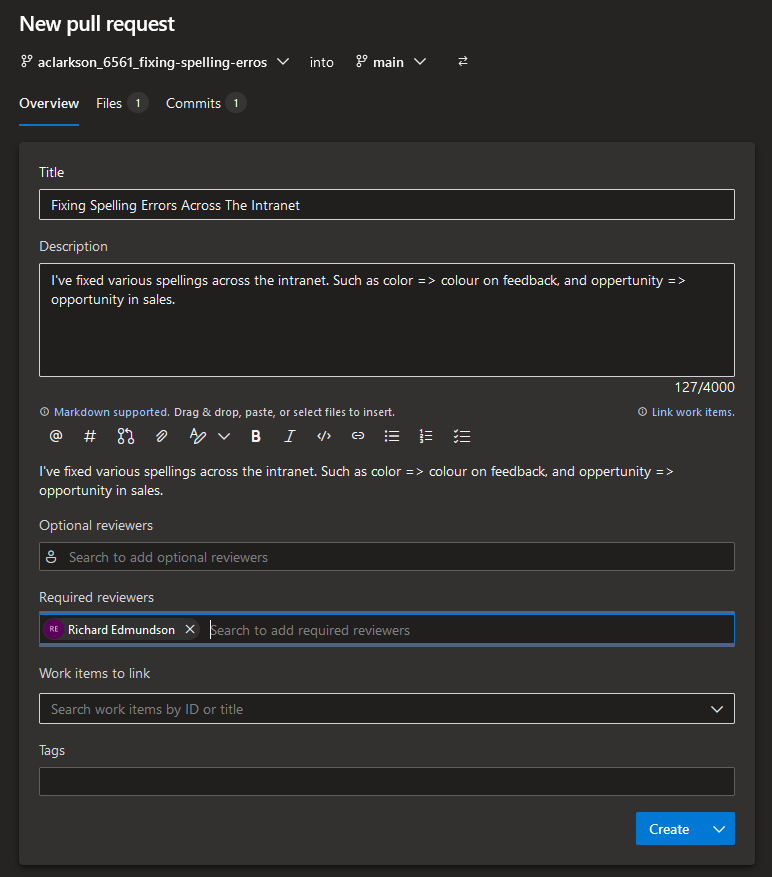 New pull request
aclarkson_6561_fixing-spelling-erros into main
Overview Files 1 Commits 1
Title
Fixing Spelling Errors Across The Intranet
Description
I've fixed various spellings across the intranet. Such as color => colour on feedback, and oppertunity =>
opportunity in sales.
127/4000
Markdown supported. Drag & drop, paste, or select files to insert. Link work items.
I've fixed various spellings across the intranet. Such as color => colour on feedback, and oppertunity =>
opportunity in sales.
Optional reviewers
Search to add optional reviewers
Required reviewers
RE Richard Edmundson Search to add required reviewers
Work items to link
Search work items by ID or title
Tags
Create